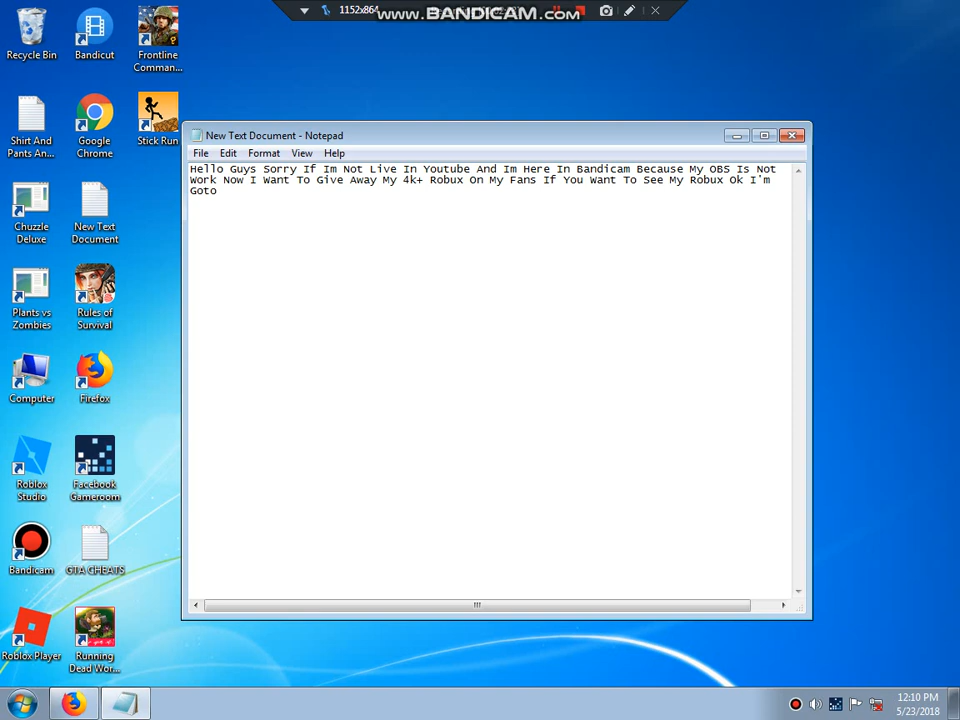 1152x864
www.BANDICAM.com
Recycle Bin
Bandicut
Frontline
Comman...
Shirt And
Pants An...
Google
Chrome
Stick Run
Chuzzle
Deluxe
New Text
Document
Plants vs
Zombies
Rules of
Survival
Computer
Firefox
Roblox
Studio
Facebook
Gameroom
Bandicam
GTA CHEATS
Roblox Player
Running
Dead Wor...
New Text Document - Notepad
File Edit Format View Help
Hello Guys Sorry If Im Not Live In Youtube And Im Here In Bandicam Because My OBS Is Not
Work Now I Want To Give Away My 4k+ Robux On My Fans If You Want To See My Robux Ok I'm
Goto
12:10 PM
5/23/2018